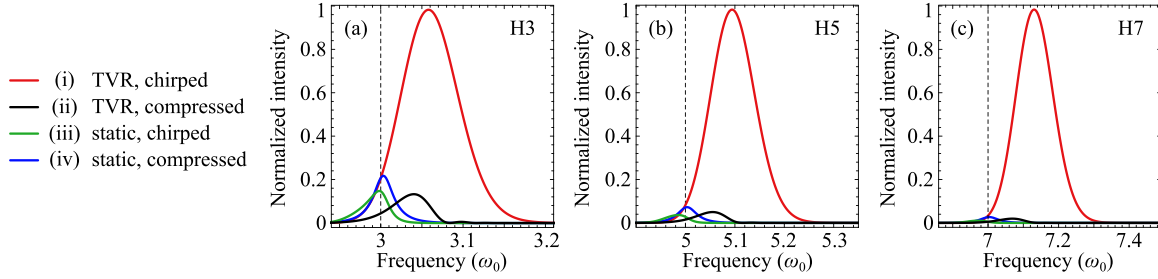 (i) TVR, chirped
(ii) TVR, compressed
(iii) static, chirped
(iv) static, compressed
(a) H3
Normalized intensity
1
0.8
0.6
0.4
0.2
0
3 3.1 3.2
Frequency (ω₀)
(b) H5
Normalized intensity
1
0.8
0.6
0.4
0.2
0
5 5.1 5.2 5.3
Frequency (ω₀)
(c) H7
Normalized intensity
1
0.8
0.6
0.4
0.2
0
7 7.2 7.4
Frequency (ω₀)